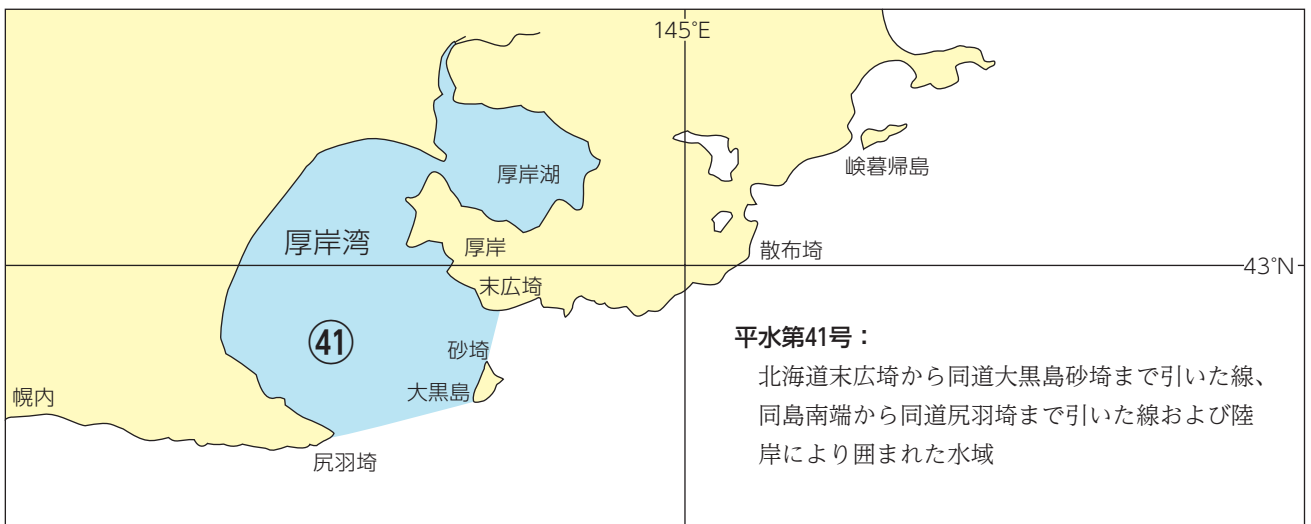 145°E
厚岸湖
嶮暮帰島
厚岸湾
厚岸
散布埼
43°N
末広埼
㊶
砂埼
大黒島
幌内
尻羽埼
平水第41号：
北海道末広埼から同道大黒島砂埼まで引いた線、
同島南端から同道尻羽埼まで引いた線および陸
岸により囲まれた水域